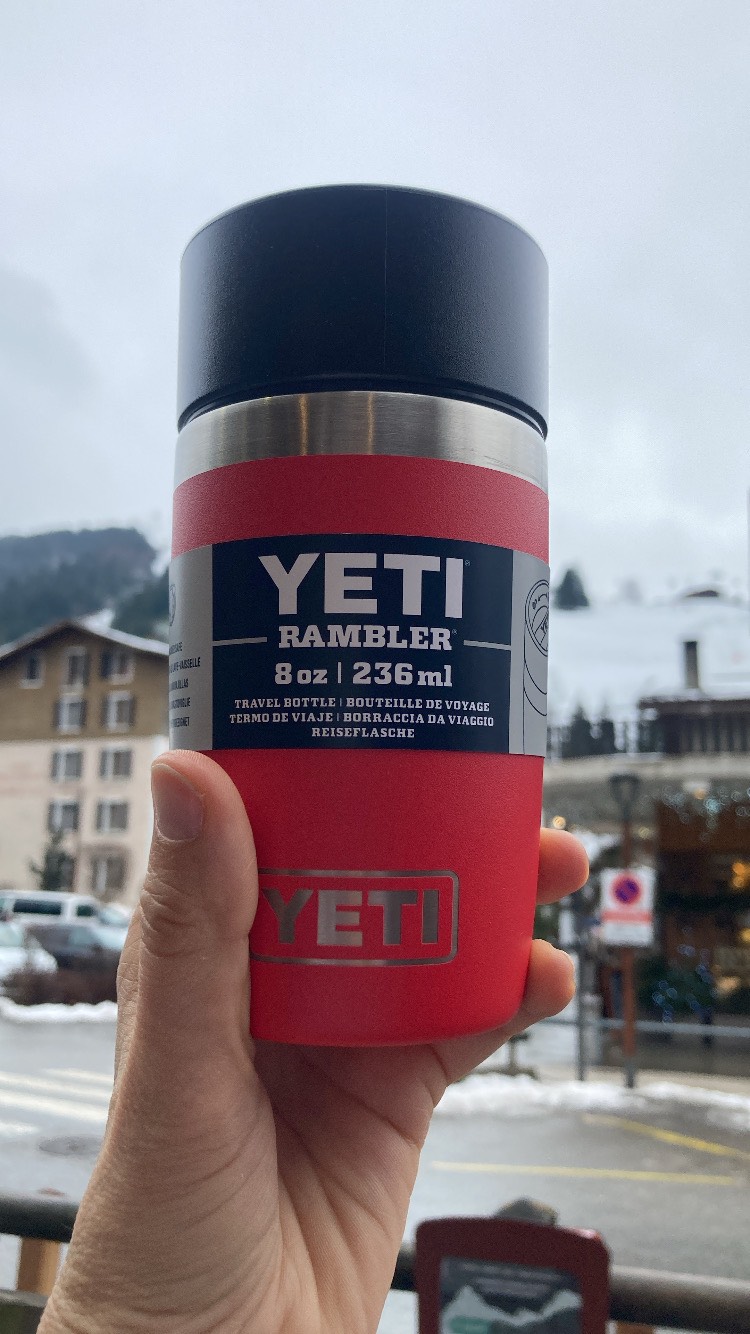 YETI®
RAMBLER®
8 oz | 236 ml
TRAVEL BOTTLE | BOUTEILLE DE VOYAGE
TERMO DE VIAJE | BORRACCIA DA VIAGGIO
REISEFLASCHE
YETI